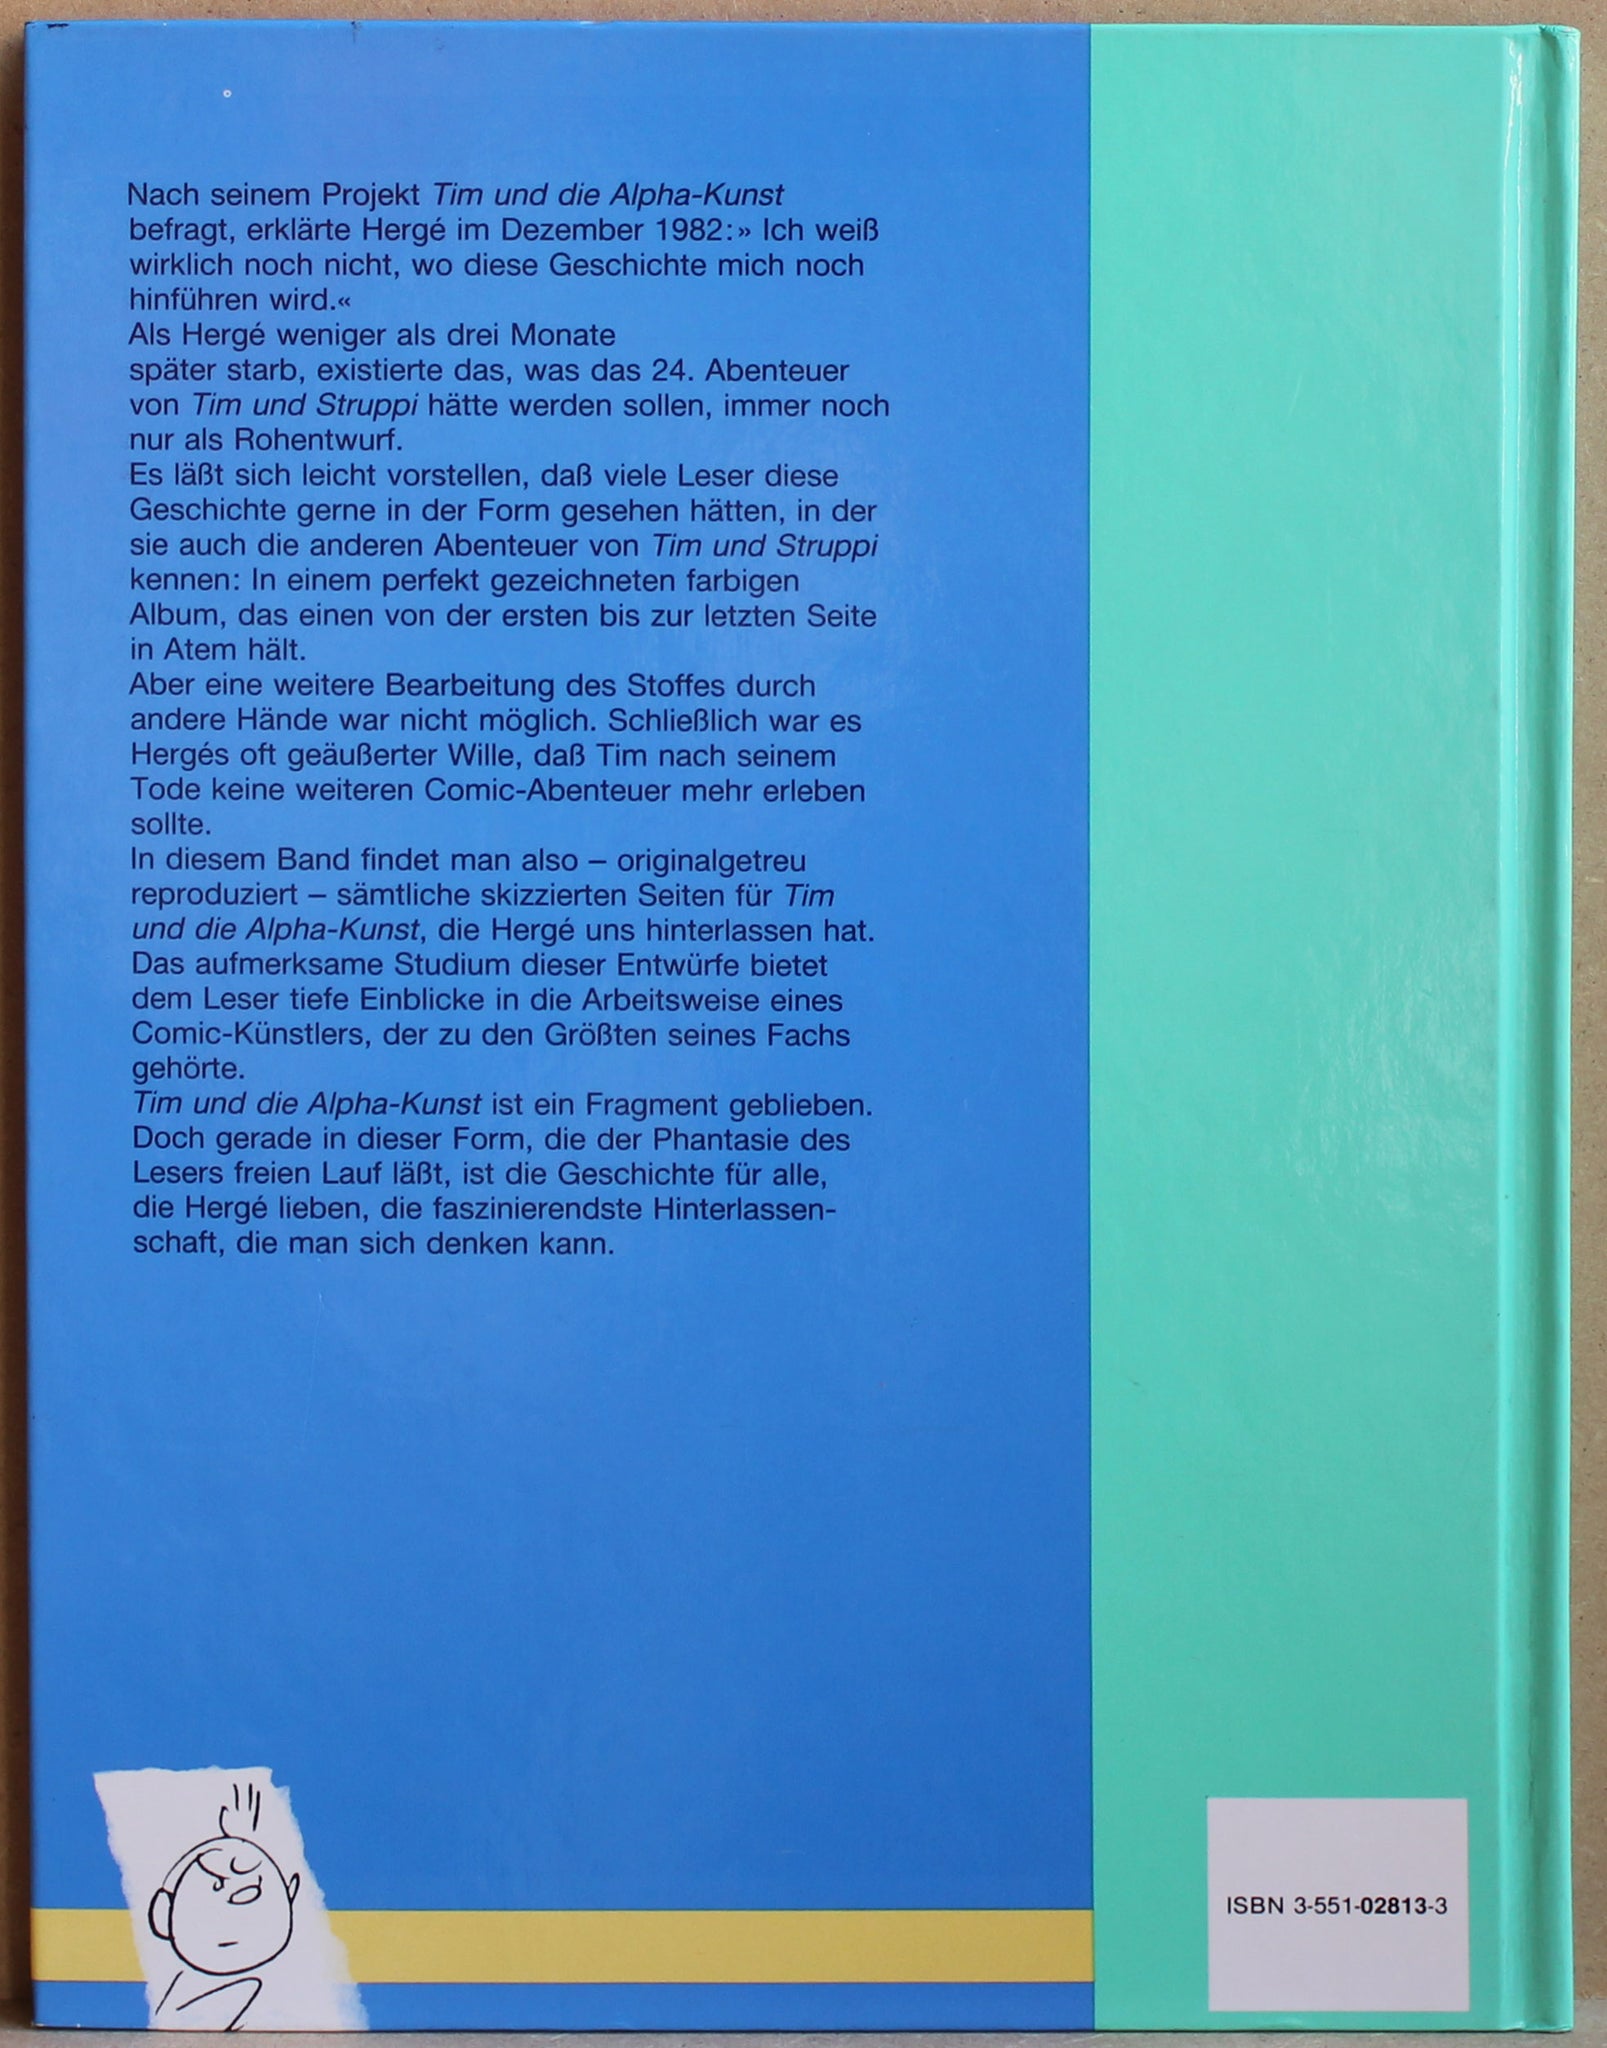 Nach seinem Projekt Tim und die Alpha-Kunst
befragt, erklärte Hergé im Dezember 1982:» Ich weiß
wirklich noch nicht, wo diese Geschichte mich noch
hinführen wird.«
Als Hergé weniger als drei Monate
später starb, existierte das, was das 24. Abenteuer
von Tim und Struppi hätte werden sollen, immer noch
nur als Rohentwurf.
Es läßt sich leicht vorstellen, daß viele Leser diese
Geschichte gerne in der Form gesehen hätten, in der
sie auch die anderen Abenteuer von Tim und Struppi
kennen: In einem perfekt gezeichneten farbigen
Album, das einen von der ersten bis zur letzten Seite
in Atem hält.
Aber eine weitere Bearbeitung des Stoffes durch
andere Hände war nicht möglich. Schließlich war es
Hergés oft geäußerter Wille, daß Tim nach seinem
Tode keine weiteren Comic-Abenteuer mehr erleben
sollte.
In diesem Band findet man also – originalgetreu
reproduziert – sämtliche skizzierten Seiten für Tim
und die Alpha-Kunst, die Hergé uns hinterlassen hat.
Das aufmerksame Studium dieser Entwürfe bietet
dem Leser tiefe Einblicke in die Arbeitsweise eines
Comic-Künstlers, der zu den Größten seines Fachs
gehörte.
Tim und die Alpha-Kunst ist ein Fragment geblieben.
Doch gerade in dieser Form, die der Phantasie des
Lesers freien Lauf läßt, ist die Geschichte für alle,
die Hergé lieben, die faszinierendste Hinterlassen-
schaft, die man sich denken kann.
ISBN 3-551-02813-3